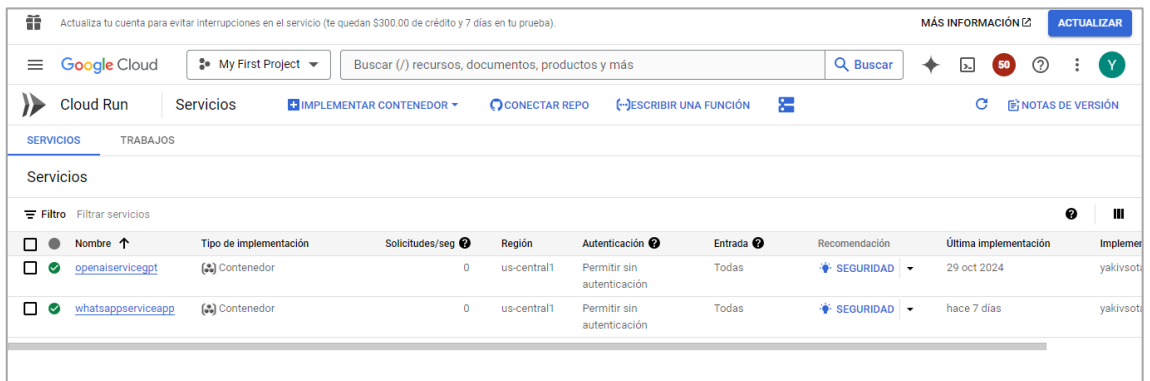 Actualiza tu cuenta para evitar interrupciones en el servicio (te quedan $300.00 de crédito y 7 días en tu prueba). MÁS INFORMACIÓN ACTUALIZAR
Google Cloud My First Project Buscar (/) recursos, documentos, productos y más Buscar 50 Y
Cloud Run Servicios IMPLEMENTAR CONTENEDOR CONECTAR REPO ESCRIBIR UNA FUNCIÓN NOTAS DE VERSIÓN
SERVICIOS TRABAJOS
Servicios
Filtro Filtrar servicios
Nombre Tipo de implementación Solicitudes/seg Región Autenticación Entrada Recomendación Última implementación Implemen
openaiservicegpt Contenedor 0 us-central1 Permitir sin Todas SEGURIDAD 29 oct 2024 yakivsota
autenticación
whatsappserviceapp Contenedor 0 us-central1 Permitir sin Todas SEGURIDAD hace 7 días yakivsota
autenticación